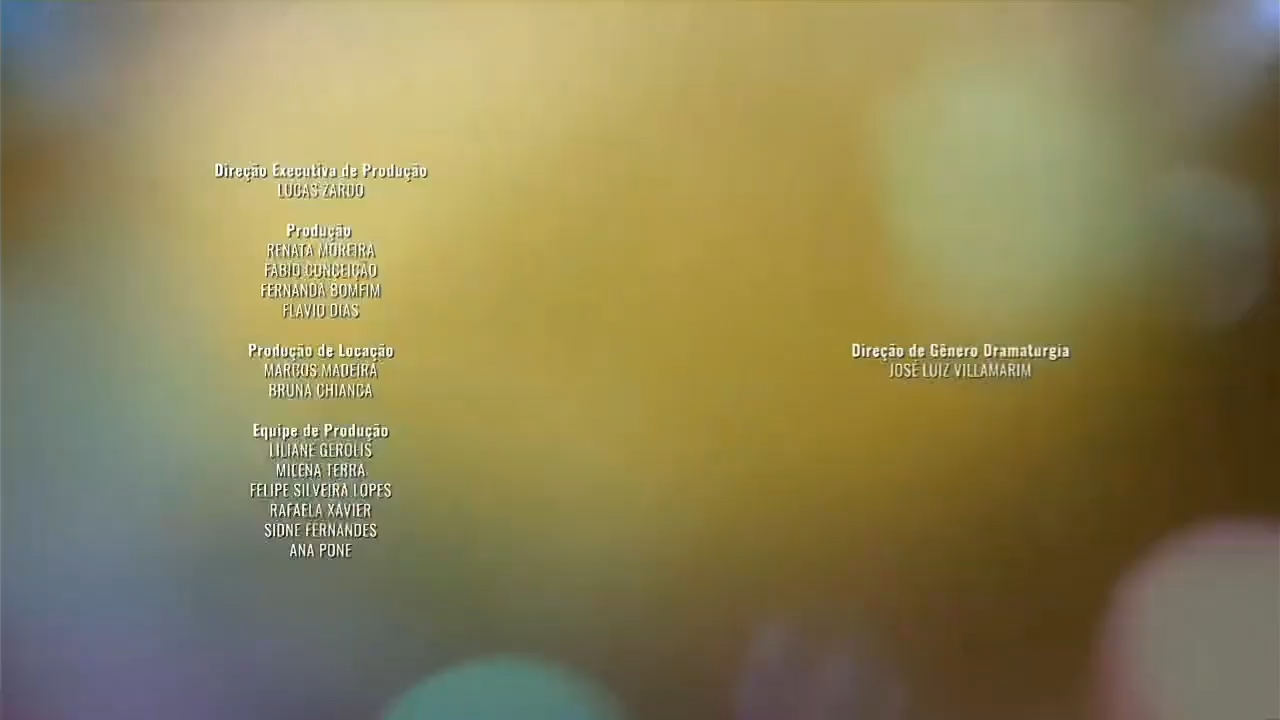 Direção Executiva de Produção
LUCAS ZARDO
Produção
RENATA MOREIRA
FABIO CONCEIÇÃO
FERNANDA BOMFIM
FLAVIO DIAS
Produção de Locação
MARCOS MADEIRA
BRUNA CHIANCA
Equipe de Produção
LILIANE GEROLIS
MICENA TERRA
FELIPE SILVEIRA LOPES
RAFAELA XAVIER
SIDNE FERNANDES
ANA PONE
Direção de Gênero Dramaturgia
JOSÉ LUIZ VILLAMARIM